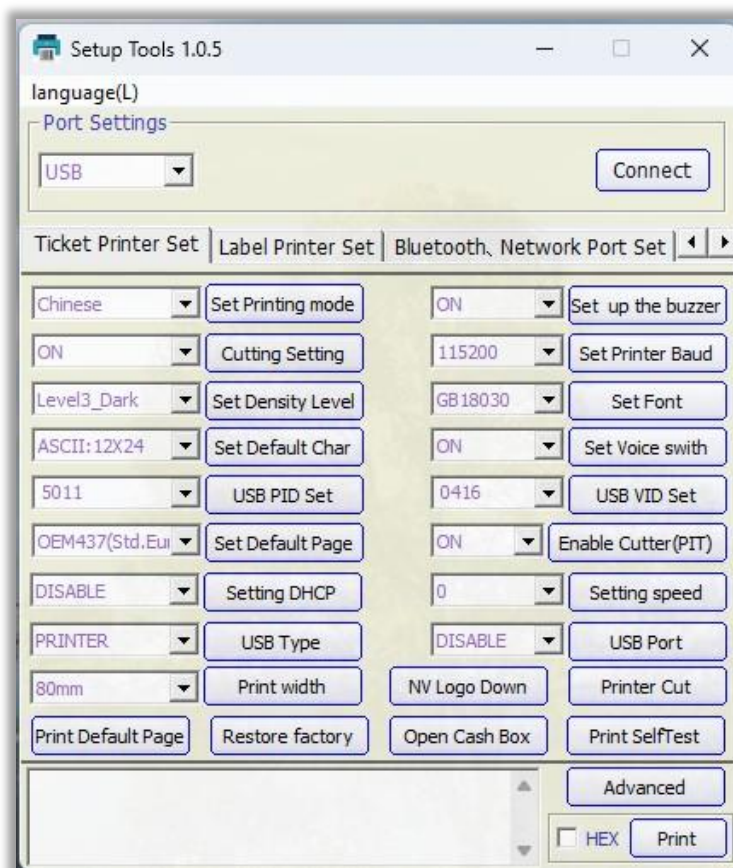 Setup Tools 1.0.5
language(L)
Port Settings
USB Connect
Ticket Printer Set Label Printer Set Bluetooth、Network Port Set
Chinese Set Printing mode ON Set up the buzzer
ON Cutting Setting 115200 Set Printer Baud
Level3_Dark Set Density Level GB18030 Set Font
ASCII:12X24 Set Default Char ON Set Voice swith
5011 USB PID Set 0416 USB VID Set
OEM437(Std.Eur Set Default Page ON Enable Cutter(PIT)
DISABLE Setting DHCP 0 Setting speed
PRINTER USB Type DISABLE USB Port
80mm Print width NV Logo Down Printer Cut
Print Default Page Restore factory Open Cash Box Print SelfTest
Advanced
HEX Print